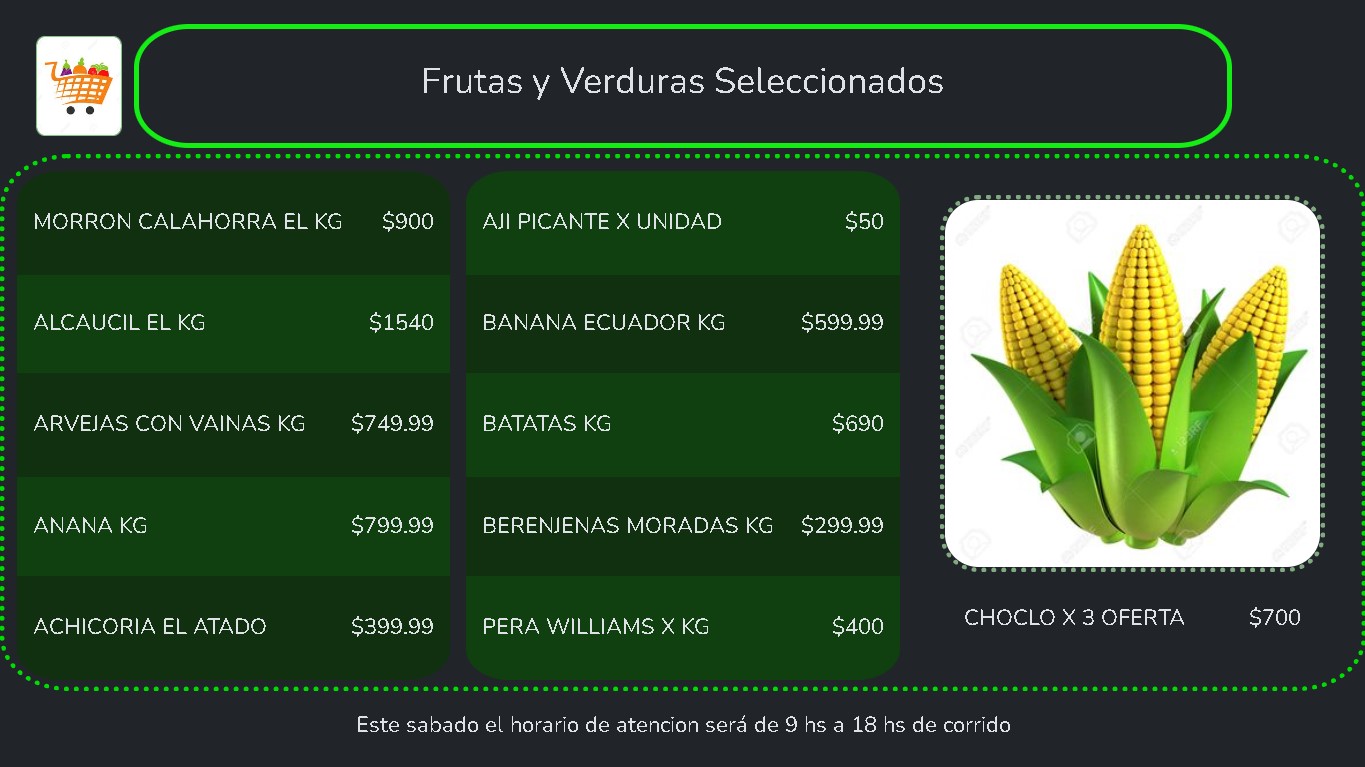 Frutas y Verduras Seleccionados
MORRON CALAHORRA EL KG $900
ALCAUCIL EL KG $1540
ARVEJAS CON VAINAS KG $749.99
ANANA KG $799.99
ACHICORIA EL ATADO $399.99
AJI PICANTE X UNIDAD $50
BANANA ECUADOR KG $599.99
BATATAS KG $690
BERENJENAS MORADAS KG $299.99
PERA WILLIAMS X KG $400
CHOCLO X 3 OFERTA $700
Este sabado el horario de atencion será de 9 hs a 18 hs de corrido